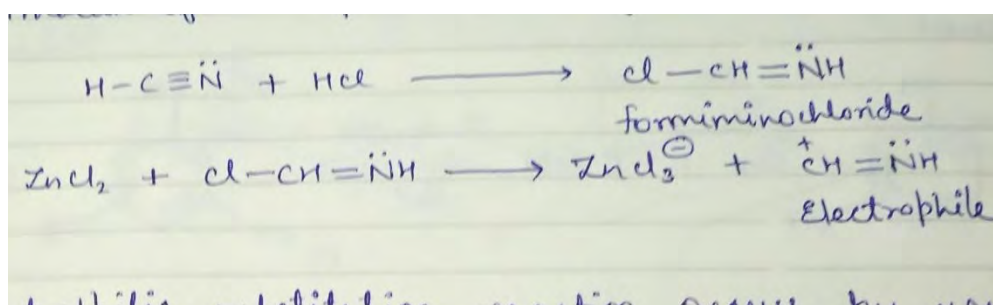 H-C≡N̈ + HCl ⟶ Cl-CH=N̈H
formiminochloride
ZnCl₂ + Cl-CH=N̈H ⟶ ZnCl₃⊖ + ⁺CH=N̈H
Electrophile